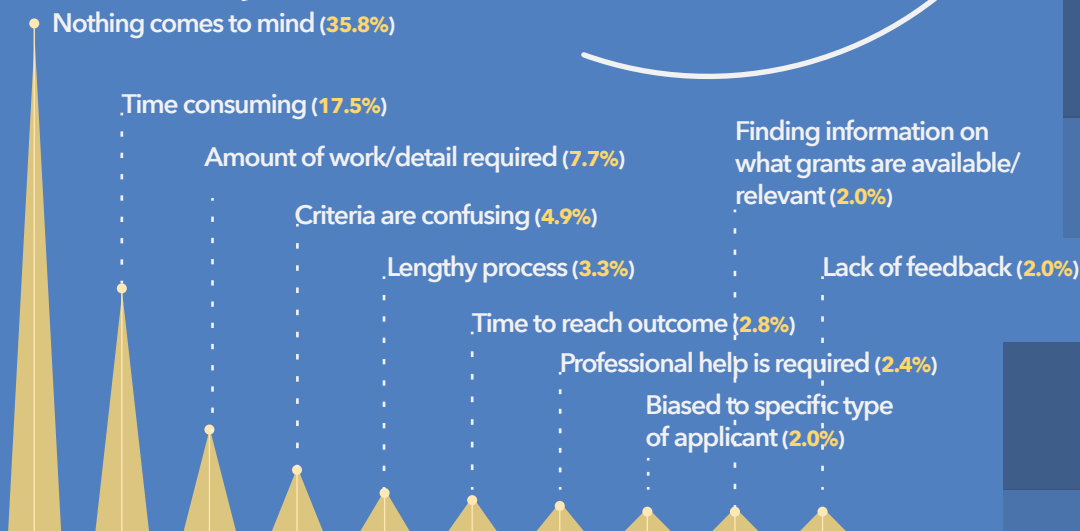 Nothing comes to mind (35.8%)
Time consuming (17.5%)
Amount of work/detail required (7.7%)
Criteria are confusing (4.9%)
Lengthy process (3.3%)
Time to reach outcome (2.8%)
Professional help is required (2.4%)
Biased to specific type
of applicant (2.0%)
Finding information on
what grants are available/
relevant (2.0%)
Lack of feedback (2.0%)